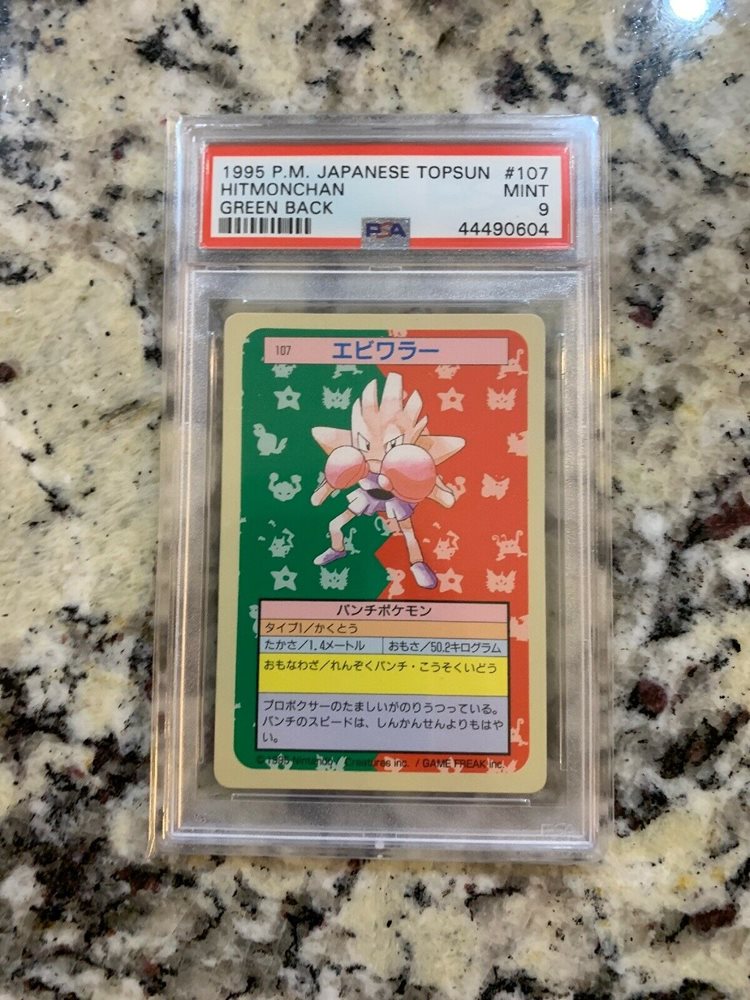 1995 P.M. JAPANESE TOPSUN #107
HITMONCHAN MINT
GREEN BACK 9
PSA 44490604
107 エビワラー
パンチポケモン
タイプ1/かくとう
たかさ/1.4メートル おもさ/50.2キログラム
おもなわざ/れんぞくパンチ・こうそくいどう
プロボクサーのたましいがのりうつっている。
パンチのスピードは、しんかんせんよりもはや
い。
©1995 Nintendo / Creatures inc. / GAME FREAK inc.